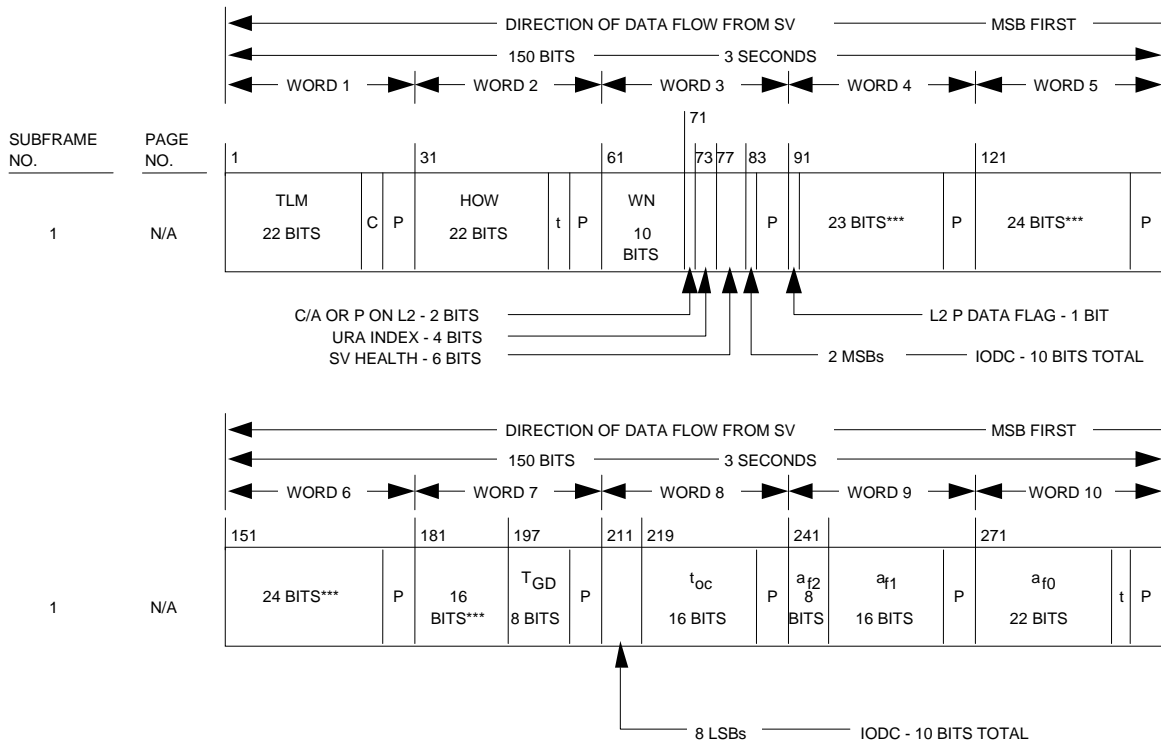 DIRECTION OF DATA FLOW FROM SV MSB FIRST
150 BITS 3 SECONDS
WORD 1 WORD 2 WORD 3 WORD 4 WORD 5
71
SUBFRAME NO. PAGE NO.
1 31 61 73 77 83 91 121
TLM HOW WN
1 N/A 22 BITS C P 22 BITS t P 10 BITS P 23 BITS*** P 24 BITS*** P
C/A OR P ON L2 - 2 BITS L2 P DATA FLAG - 1 BIT
URA INDEX - 4 BITS
SV HEALTH - 6 BITS 2 MSBs IODC - 10 BITS TOTAL
DIRECTION OF DATA FLOW FROM SV MSB FIRST
150 BITS 3 SECONDS
WORD 6 WORD 7 WORD 8 WORD 9 WORD 10
151 181 197 211 219 241 271
TGD toc af2 af1 af0
1 N/A 24 BITS*** P 16 BITS*** 8 BITS P 16 BITS P 8 BITS 16 BITS P 22 BITS t P
8 LSBs IODC - 10 BITS TOTAL